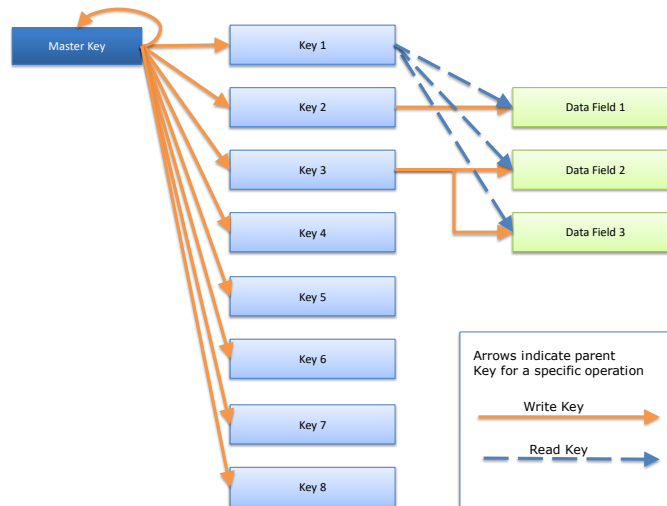 Master Key
Key 1
Key 2
Data Field 1
Key 3
Data Field 2
Key 4
Data Field 3
Key 5
Key 6
Key 7
Key 8
Arrows indicate parent
Key for a specific operation
Write Key
Read Key